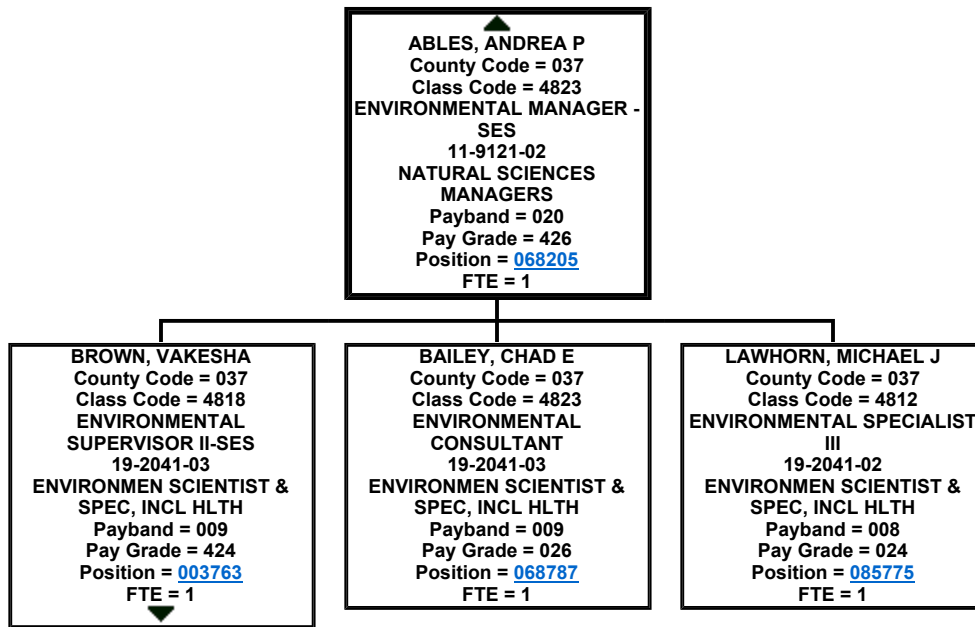 ABLES, ANDREA P
County Code = 037
Class Code = 4823
ENVIRONMENTAL MANAGER -
SES
11-9121-02
NATURAL SCIENCES
MANAGERS
Payband = 020
Pay Grade = 426
Position = 068205
FTE = 1
BROWN, VAKESHA
County Code = 037
Class Code = 4818
ENVIRONMENTAL
SUPERVISOR II-SES
19-2041-03
ENVIRONMEN SCIENTIST &
SPEC, INCL HLTH
Payband = 009
Pay Grade = 424
Position = 003763
FTE = 1
BAILEY, CHAD E
County Code = 037
Class Code = 4823
ENVIRONMENTAL
CONSULTANT
19-2041-03
ENVIRONMEN SCIENTIST &
SPEC, INCL HLTH
Payband = 009
Pay Grade = 026
Position = 068787
FTE = 1
LAWHORN, MICHAEL J
County Code = 037
Class Code = 4812
ENVIRONMENTAL SPECIALIST
III
19-2041-02
ENVIRONMEN SCIENTIST &
SPEC, INCL HLTH
Payband = 008
Pay Grade = 024
Position = 085775
FTE = 1